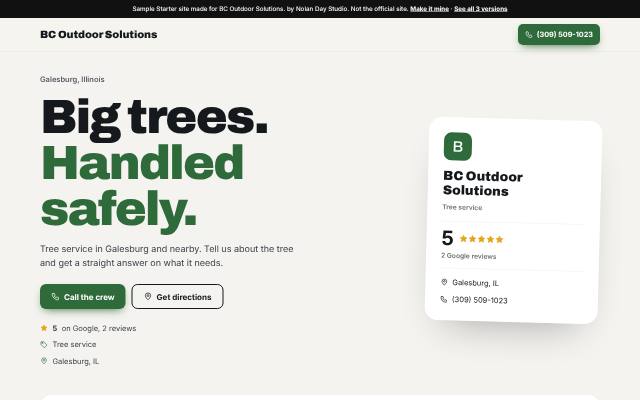 Sample Starter site made for BC Outdoor Solutions. by Nolan Day Studio. Not the official site. Make it mine · See all 3 versions
BC Outdoor Solutions
(309) 509-1023
Galesburg, Illinois
Big trees.
Handled
safely.
Tree service in Galesburg and nearby. Tell us about the tree
and get a straight answer on what it needs.
Call the crew
Get directions
5 on Google, 2 reviews
Tree service
Galesburg, IL
B
BC Outdoor
Solutions
Tree service
5
2 Google reviews
Galesburg, IL
(309) 509-1023